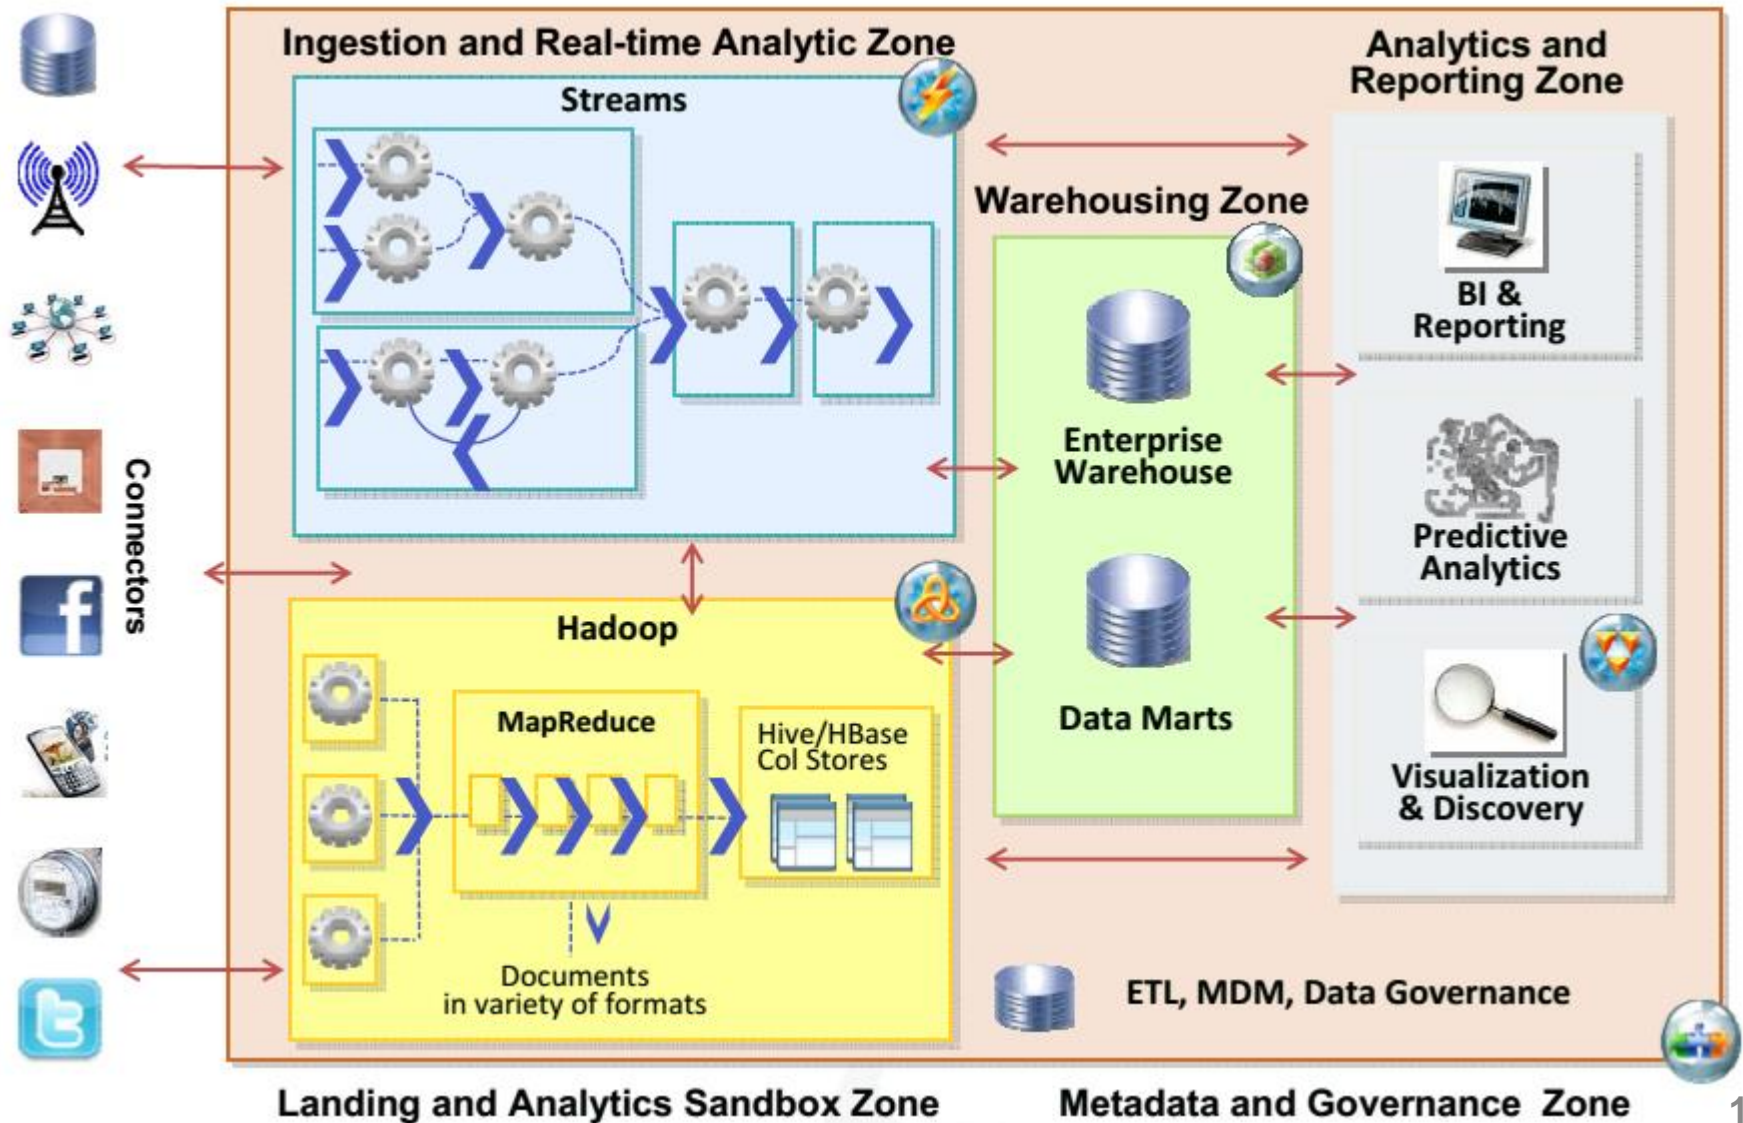 Ingestion and Real-time Analytic Zone
Streams
Analytics and
Reporting Zone
Warehousing Zone
BI &
Reporting
Enterprise
Warehouse
Predictive
Analytics
Connectors
Hadoop
MapReduce
Hive/HBase
Col Stores
Data Marts
Visualization
& Discovery
Documents
in variety of formats
ETL, MDM, Data Governance
Landing and Analytics Sandbox Zone
Metadata and Governance Zone
1